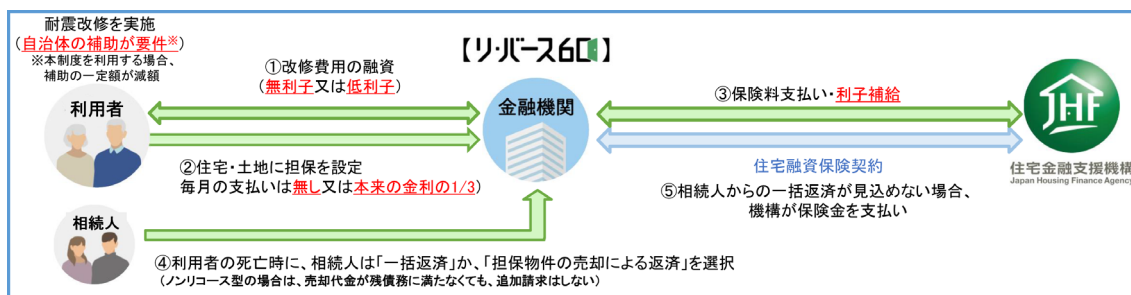 耐震改修を実施
(自治体の補助が要件※)
※本制度を利用する場合、
補助の一定額が減額
利用者
①改修費用の融資
(無利子又は低利子)
②住宅・土地に担保を設定
毎月の支払いは無し又は本来の金利の1/3)
【リ・バース60】
金融機関
③保険料支払い・利子補給
住宅融資保険契約
⑤相続人からの一括返済が見込めない場合、
機構が保険金を支払い
JHF
住宅金融支援機構
Japan Housing Finance Agency
相続人
④利用者の死亡時に、相続人は「一括返済」か、「担保物件の売却による返済」を選択
(ノンリコース型の場合は、売却代金が残債務に満たなくても、追加請求はしない)